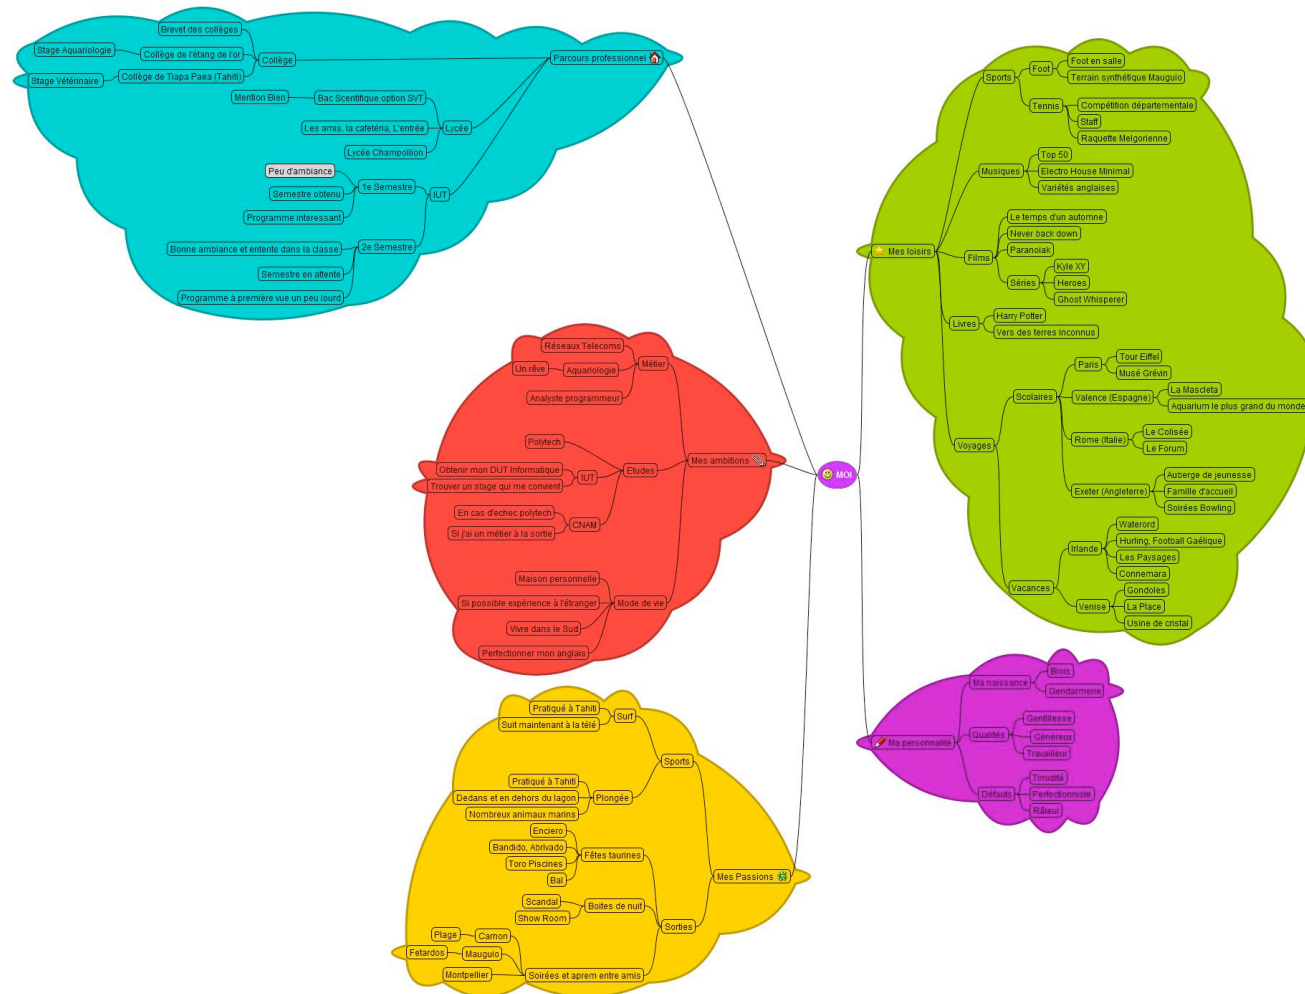 MOI
Parcours professionnel
Collège
Brevet des collèges
Collège de l'étang de l'or
Stage Aquariologie
Collège de Tiapa Paea (Tahiti)
Stage Vétérinaire
Lycée
Bac Scentifique option SVT
Mention Bien
Les amis, la cafetéria, L'entrée
Lycée Champollion
IUT
1e Semestre
Peu d'ambiance
Semestre obtenu
Programme interessant
2e Semestre
Bonne ambiance et entente dans la classe
Semestre en attente
Programme à première vue un peu lourd
Mes ambitions
Métier
Réseaux Telecoms
Aquariologie
Un rêve
Analyste programmeur
Etudes
Polytech
IUT
Obtenir mon DUT Informatique
Trouver un stage qui me convient
CNAM
En cas d'echec polytech
Si j'ai un métier à la sortie
Mode de vie
Maison personnelle
Si possible expérience à l'étranger
Vivre dans le Sud
Perfectionner mon anglais
Mes Passions
Sports
Surf
Pratiqué à Tahiti
Suit maintenant à la télé
Plongée
Pratiqué à Tahiti
Dedans et en dehors du lagon
Nombreux animaux marins
Sorties
Fêtes taurines
Enciero
Bandido, Abrivado
Toro Piscines
Bal
Boites de nuit
Scandal
Show Room
Soirées et aprem entre amis
Carnon
Plage
Mauguio
Fetardos
Montpellier
Mes loisirs
Sports
Foot
Foot en salle
Terrain synthétique Mauguio
Tennis
Compétition départementale
Staff
Raquette Melgorienne
Musiques
Top 50
Electro House Minimal
Variétés anglaises
Films
Le temps d'un automne
Never back down
Paranoiak
Séries
Kyle XY
Heroes
Ghost Whisperer
Livres
Harry Potter
Vers des terres inconnus
Voyages
Scolaires
Paris
Tour Eiffel
Musé Grévin
Valence (Espagne)
La Mascleta
Aquarium le plus grand du monde
Rome (Italie)
Le Colisée
Le Forum
Exeter (Angleterre)
Auberge de jeunesse
Famille d'accueil
Soirées Bowling
Vacances
Irlande
Waterord
Hurling, Football Gaélique
Les Paysages
Connemara
Venise
Gondoles
La Place
Usine de cristal
Ma personnalité
Ma naissance
Blois
Gendarmerie
Qualités
Gentillesse
Généreux
Travailleur
Défauts
Timidité
Perfectionniste
Râleur